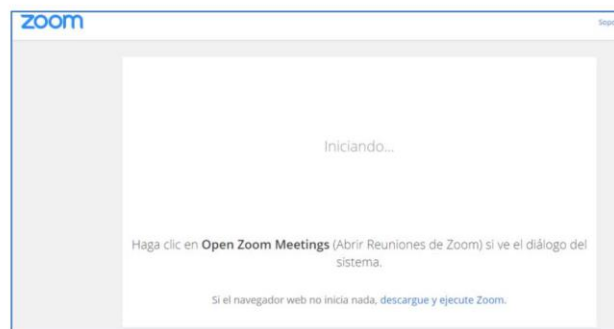 zoom
Iniciando...
Haga clic en Open Zoom Meetings (Abrir Reuniones de Zoom) si ve el diálogo del
sistema.
Si el navegador web no inicia nada, descargue y ejecute Zoom.